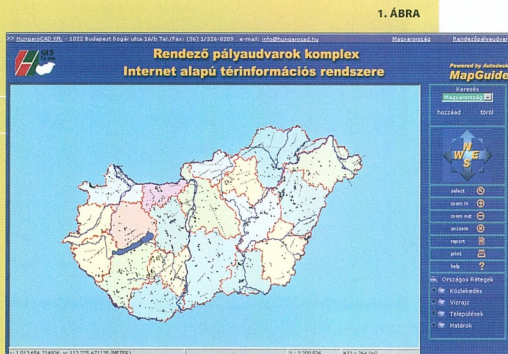 1. ÁBRA
>> HungaroCAD Kft. - 1022 Budapest Bogár utca 16/b Tel./Fax: (36) 1/326-0209 e-mail: info@hungarocad.hu Magyarország Rendezőpályaudvar
GIS
Rendező pályaudvarok komplex
Internet alapú térinformációs rendszere
Powered by Autodesk
MapGuide
Keresés
Magyarország
hozzáad töröl
N
W E
S
select
zoom in
zoom out
unzoom
report
print
help ?
Országos Rétegek
Közlekedés
Vízrajz
Települések
Határok